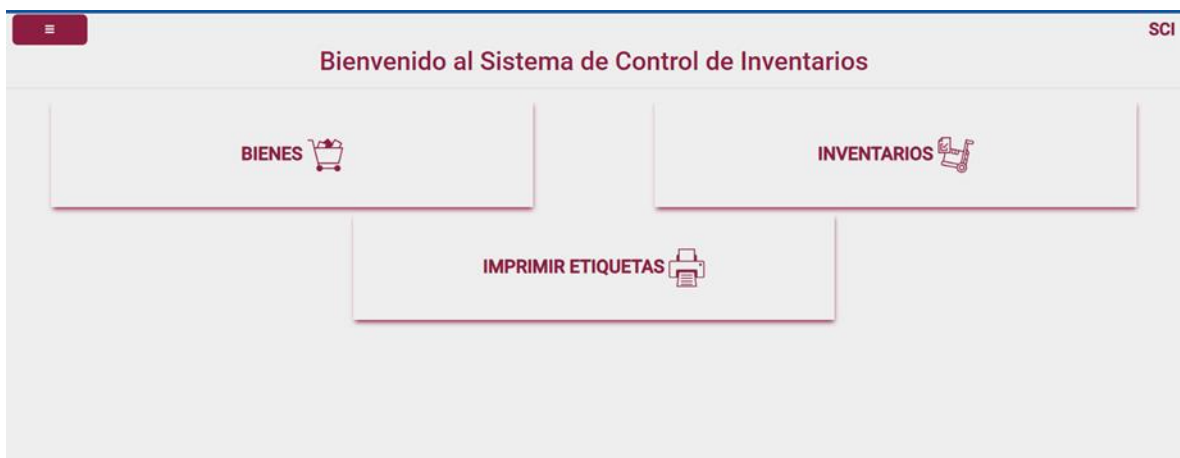 SCI
Bienvenido al Sistema de Control de Inventarios
BIENES
INVENTARIOS
IMPRIMIR ETIQUETAS